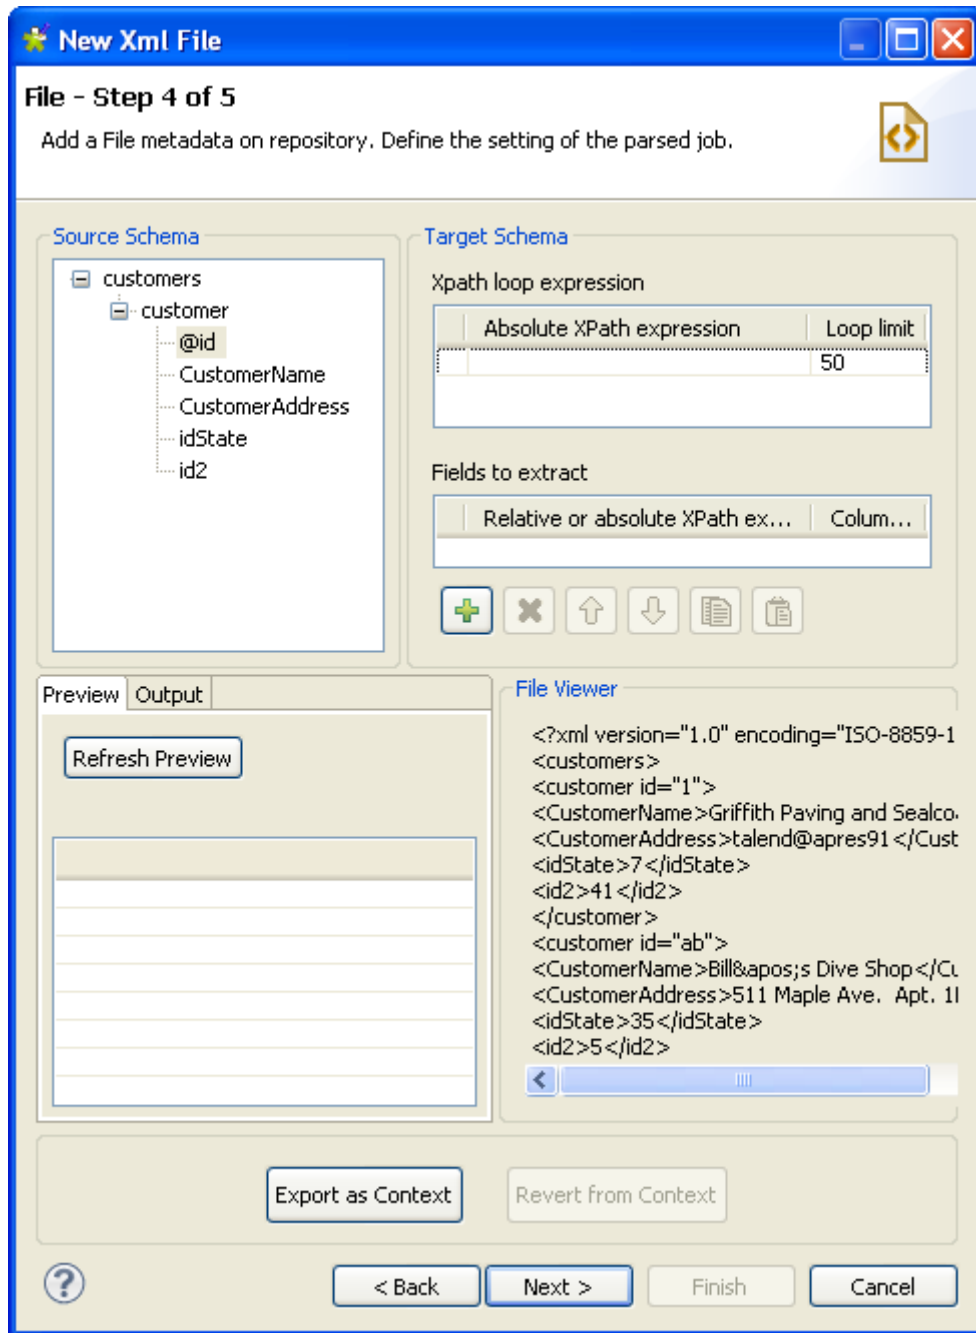 New Xml File
File - Step 4 of 5
Add a File metadata on repository. Define the setting of the parsed job.
Source Schema
customers
customer
@id
CustomerName
CustomerAddress
idState
id2
Target Schema
Xpath loop expression
Absolute XPath expression Loop limit
50
Fields to extract
Relative or absolute XPath ex... Colum...
Preview Output
Refresh Preview
File Viewer
<?xml version="1.0" encoding="ISO-8859-1
<customers>
<customer id="1">
<CustomerName>Griffith Paving and Sealco
<CustomerAddress>talend@apres91</Cust
<idState>7</idState>
<id2>41</id2>
</customer>
<customer id="ab">
<CustomerName>Bill&apos;s Dive Shop</Cu
<CustomerAddress>511 Maple Ave.  Apt. 1
<idState>35</idState>
<id2>5</id2>
Export as Context Revert from Context
? < Back Next > Finish Cancel